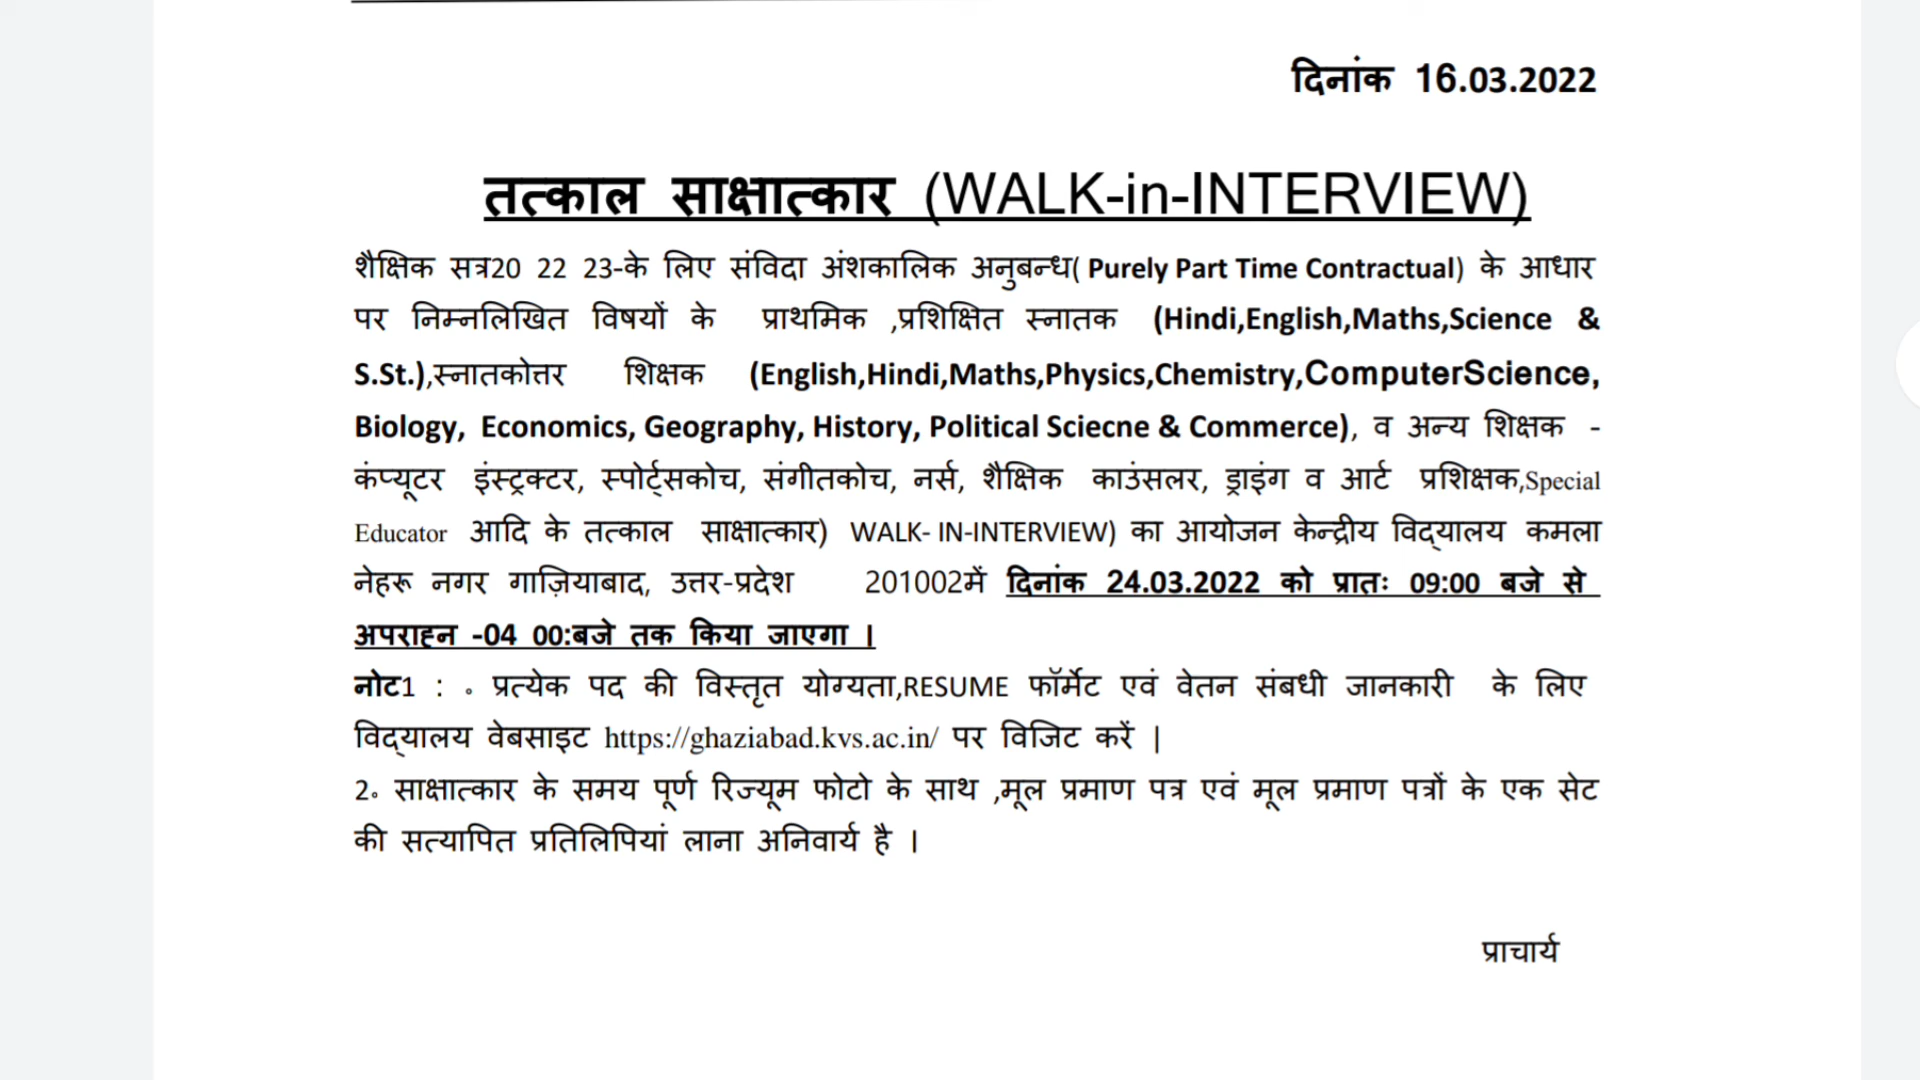 दिनांक 16.03.2022
तत्काल साक्षात्कार (WALK-in-INTERVIEW)
शैक्षिक सत्र20 22 23-के लिए संविदा अंशकालिक अनुबन्ध( Purely Part Time Contractual) के आधार
पर निम्नलिखित विषयों के प्राथमिक ,प्रशिक्षित स्नातक (Hindi,English,Maths,Science &
S.St.),स्नातकोत्तर शिक्षक (English,Hindi,Maths,Physics,Chemistry,ComputerScience,
Biology, Economics, Geography, History, Political Sciecne & Commerce), व अन्य शिक्षक -
कंप्यूटर इंस्ट्रक्टर, स्पोर्ट्सकोच, संगीतकोच, नर्स, शैक्षिक काउंसलर, ड्राइंग व आर्ट प्रशिक्षक,Special
Educator आदि के तत्काल साक्षात्कार) WALK- IN-INTERVIEW) का आयोजन केन्द्रीय विद्यालय कमला
नेहरू नगर गाज़ियाबाद, उत्तर-प्रदेश 201002में दिनांक 24.03.2022 को प्रातः 09:00 बजे से
अपराह्न -04 00:बजे तक किया जाएगा ।
नोट1 : ॰ प्रत्येक पद की विस्तृत योग्यता,RESUME फॉर्मेट एवं वेतन संबधी जानकारी के लिए
विद्यालय वेबसाइट https://ghaziabad.kvs.ac.in/ पर विजिट करें |
2॰ साक्षात्कार के समय पूर्ण रिज्यूम फोटो के साथ ,मूल प्रमाण पत्र एवं मूल प्रमाण पत्रों के एक सेट
की सत्यापित प्रतिलिपियां लाना अनिवार्य है ।
प्राचार्य